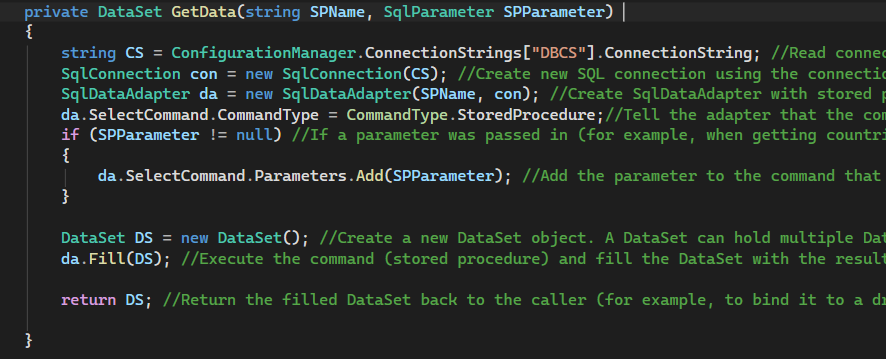 private DataSet GetData(string SPName, SqlParameter SPParameter)
{
string CS = ConfigurationManager.ConnectionStrings["DBCS"].ConnectionString; //Read connec
SqlConnection con = new SqlConnection(CS); //Create new SQL connection using the connectio
SqlDataAdapter da = new SqlDataAdapter(SPName, con); //Create SqlDataAdapter with stored p
da.SelectCommand.CommandType = CommandType.StoredProcedure;//Tell the adapter that the com
if (SPParameter != null) //If a parameter was passed in (for example, when getting countri
{
da.SelectCommand.Parameters.Add(SPParameter); //Add the parameter to the command that
}
DataSet DS = new DataSet(); //Create a new DataSet object. A DataSet can hold multiple Dat
da.Fill(DS); //Execute the command (stored procedure) and fill the DataSet with the result
return DS; //Return the filled DataSet back to the caller (for example, to bind it to a dr
}